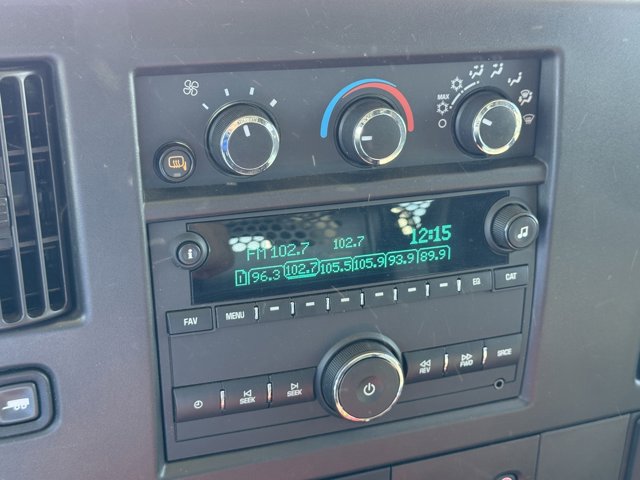 MAX
FM 102.7 102.7 12:15
1 96.3 102.7 105.5 105.9 93.9 89.9
FAV MENU EQ CAT
SEEK SEEK REV FWD SRCE